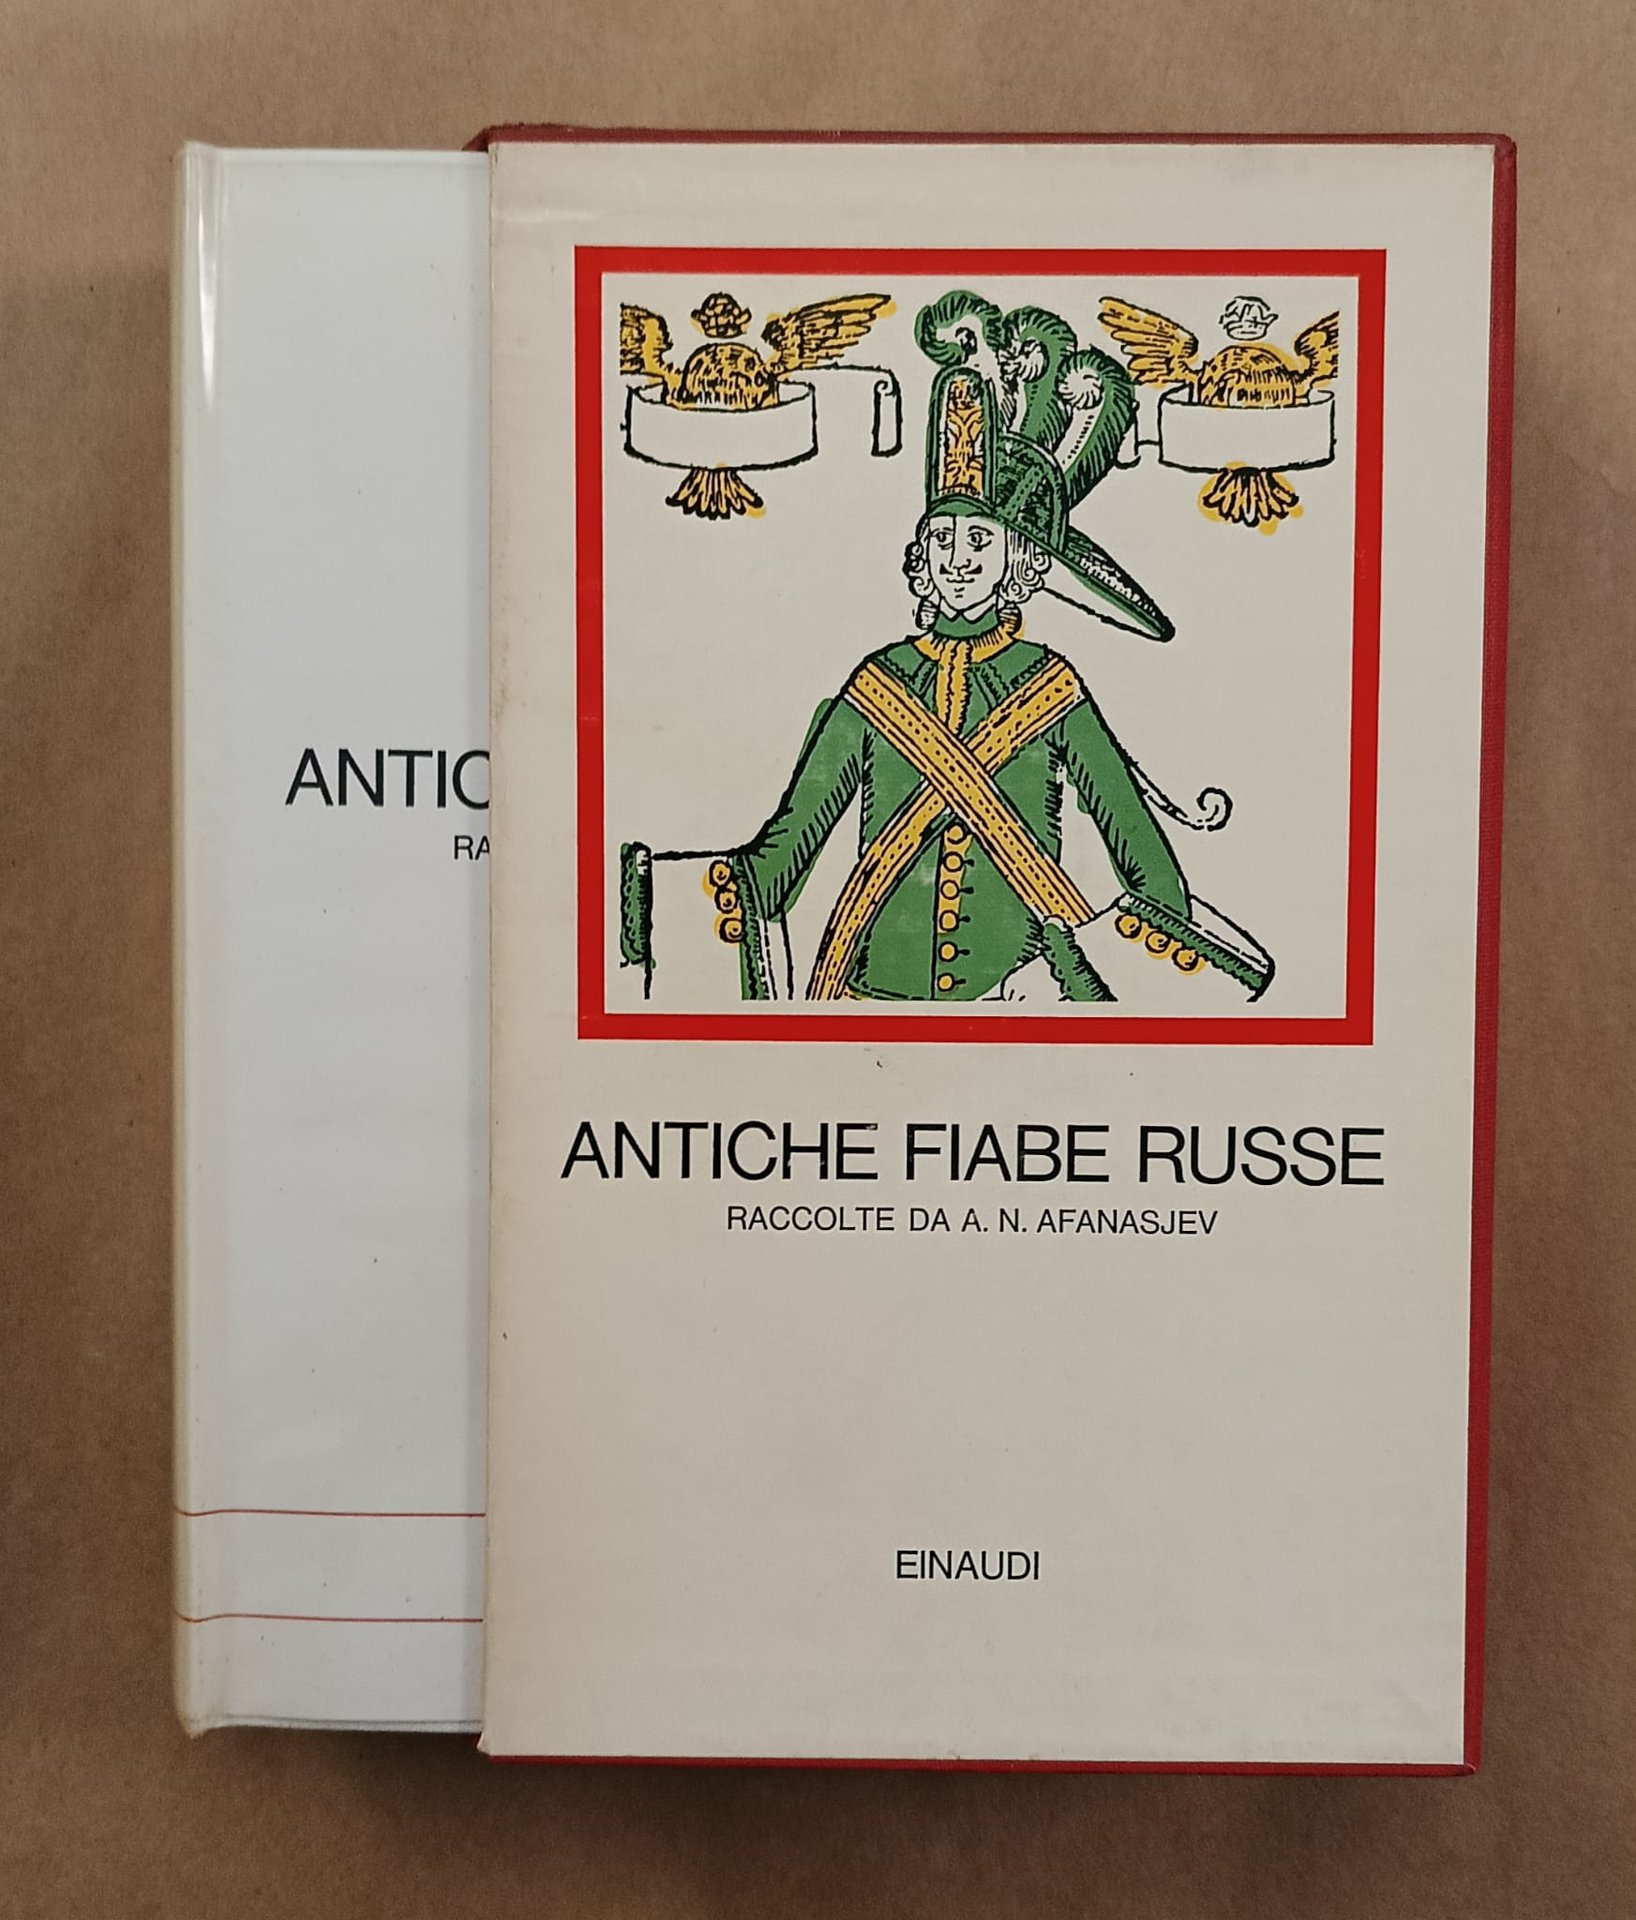 ANTIC
RA
ANTICHE FIABE RUSSE
RACCOLTE DA A. N. AFANASJEV
EINAUDI